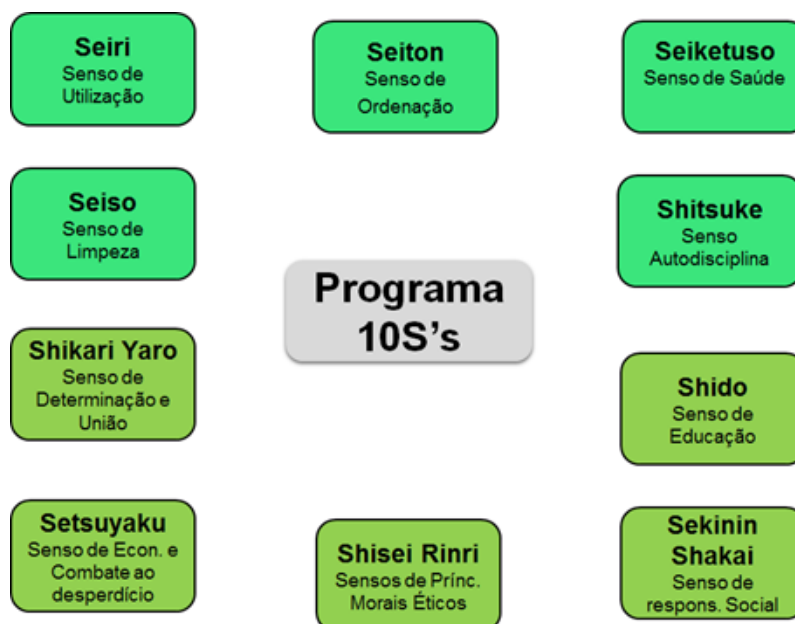 Seiri
Senso de
Utilização
Seiton
Senso de
Ordenação
Seiketuso
Senso de Saúde
Seiso
Senso de
Limpeza
Shitsuke
Senso
Autodisciplina
Programa
10S's
Shikari Yaro
Senso de
Determinação e
União
Shido
Senso de
Educação
Setsuyaku
Senso de Econ. e
Combate ao
desperdício
Shisei Rinri
Sensos de Prínc.
Morais Éticos
Sekinin
Shakai
Senso de
respons. Social